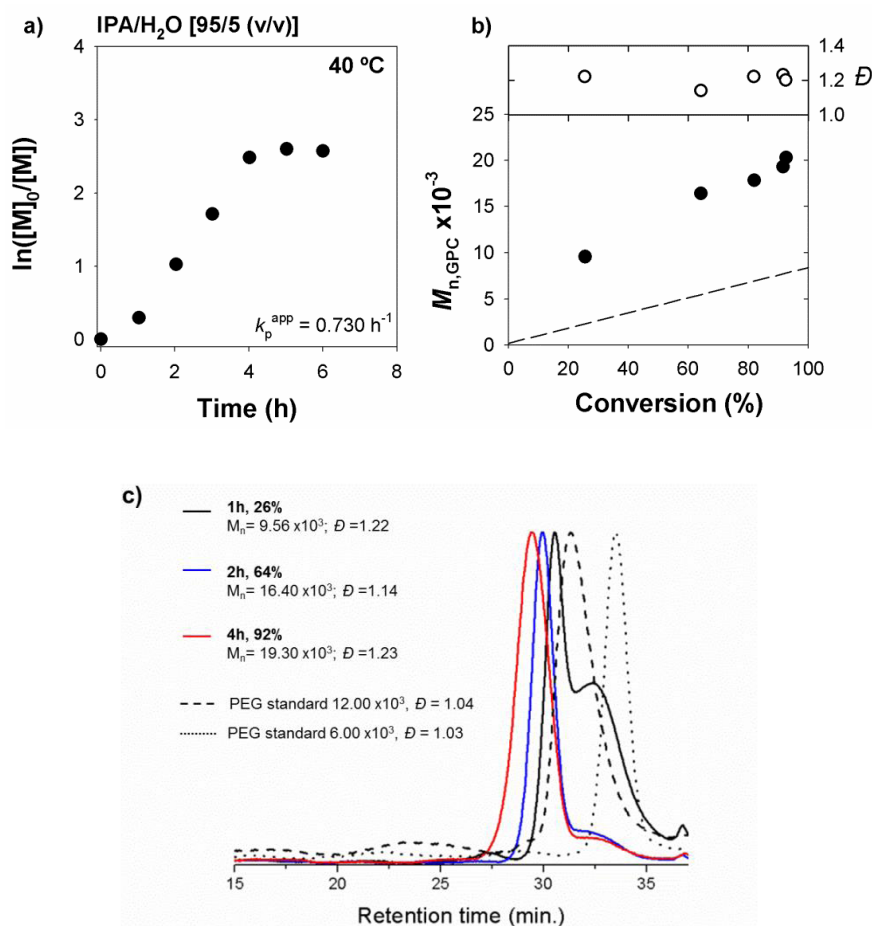 a)
IPA/H₂O [95/5 (v/v)]
40 ºC
ln([M]₀/[M])
4
3
2
1
0
kₚᵃᵖᵖ = 0.730 h⁻¹
0 2 4 6 8
Time (h)
b)
1.4
1.2
1.0
Đ
25
20
15
10
5
0
Mₙ,GPC x10⁻³
0 20 40 60 80 100
Conversion (%)
c)
1h, 26%
Mₙ= 9.56 x10³; Đ =1.22
2h, 64%
Mₙ= 16.40 x10³; Đ =1.14
4h, 92%
Mₙ= 19.30 x10³; Đ =1.23
PEG standard 12.00 x10³, Đ = 1.04
PEG standard 6.00 x10³, Đ = 1.03
15 20 25 30 35
Retention time (min.)